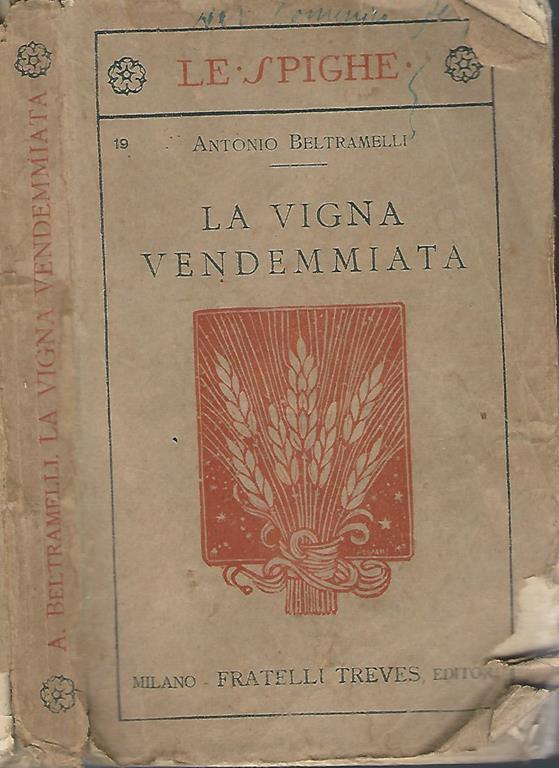 LE · SPIGHE ·
19
ANTONIO BELTRAMELLI
LA VIGNA
VENDEMMIATA
MILANO - FRATELLI TREVES, EDITORI
A. BELTRAMELLI. LA VIGNA VENDEMMIATA